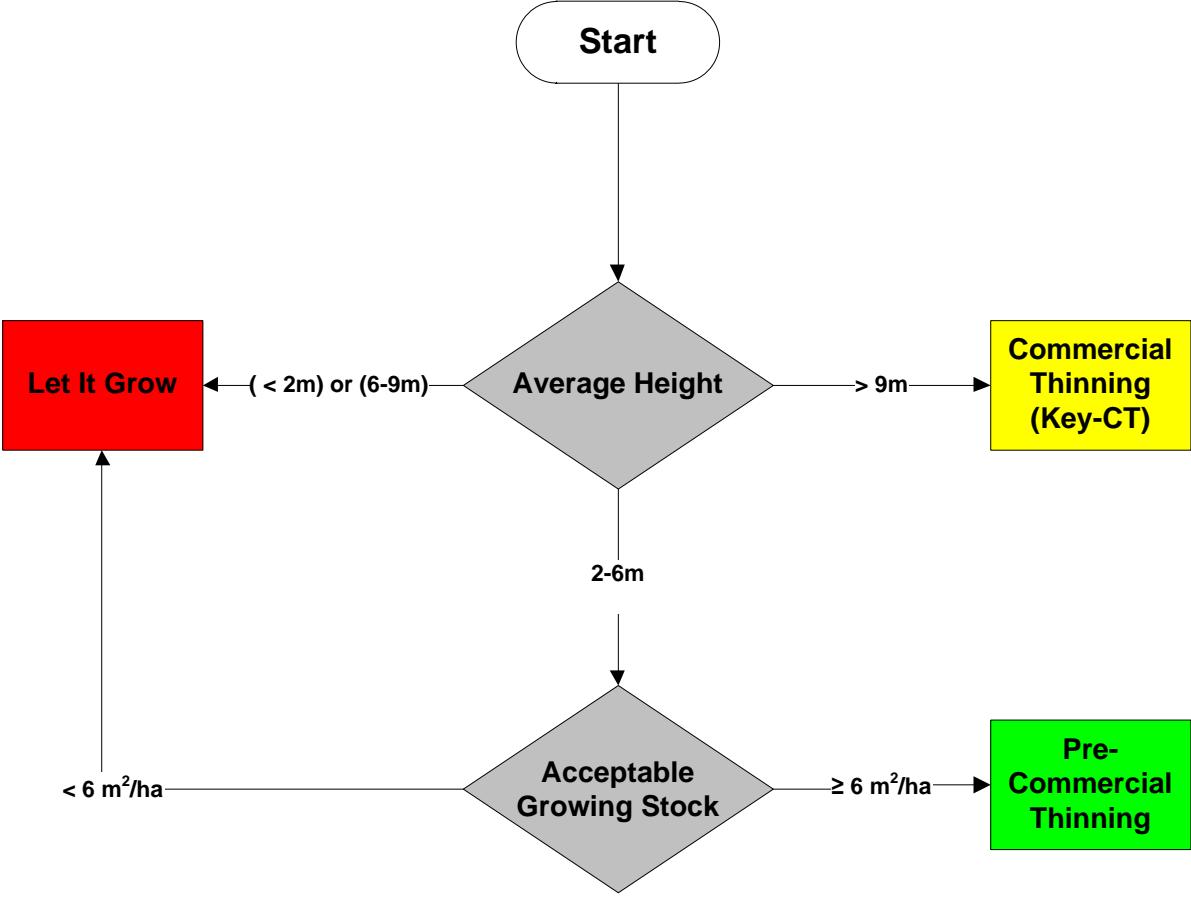 Start
Let It Grow
( < 2m) or (6-9m)
Average Height
> 9m
Commercial
Thinning
(Key-CT)
2-6m
< 6 m²/ha
Acceptable
Growing Stock
≥ 6 m²/ha
Pre-
Commercial
Thinning